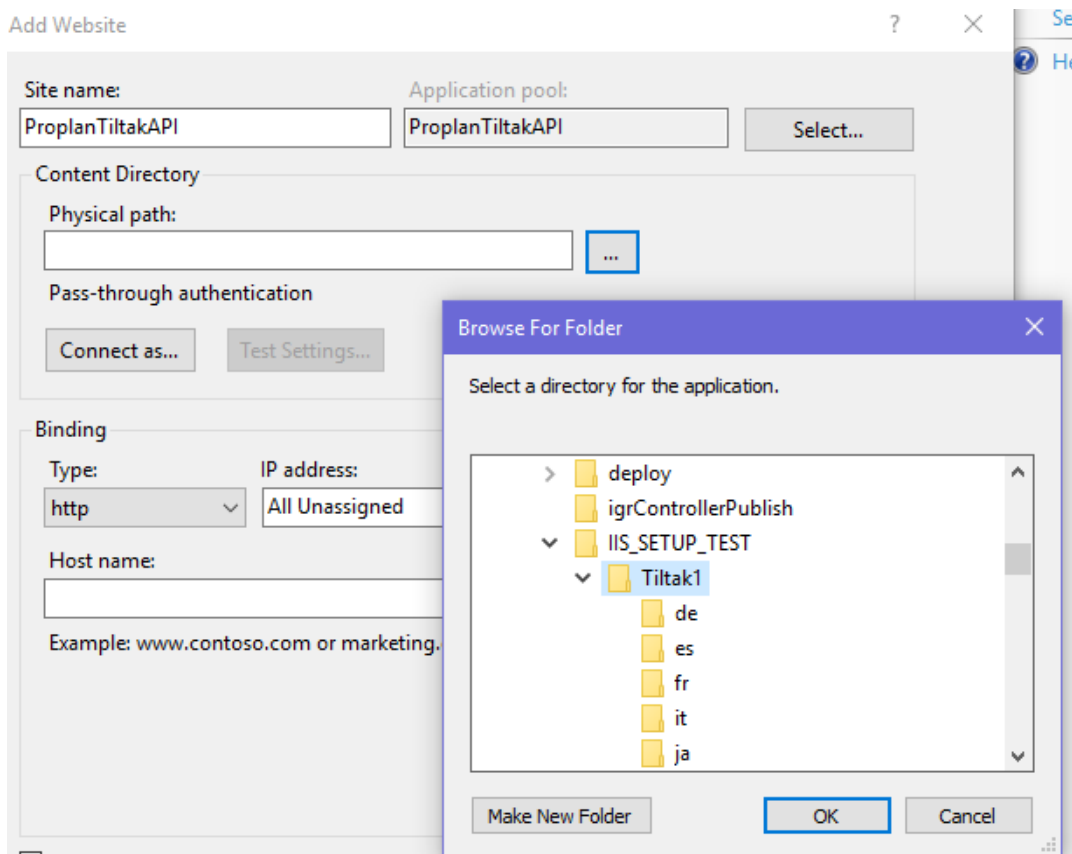 Add Website
?
Se
He
Site name:
Application pool:
ProplanTiltakAPI
ProplanTiltakAPI
Select...
Content Directory
Physical path:
...
Pass-through authentication
Connect as...
Test Settings...
Browse For Folder
Select a directory for the application.
deploy
igrControllerPublish
IIS_SETUP_TEST
Tiltak1
de
es
fr
it
ja
Make New Folder
OK
Cancel
Binding
Type:
IP address:
http
All Unassigned
Host name:
Example: www.contoso.com or marketing.